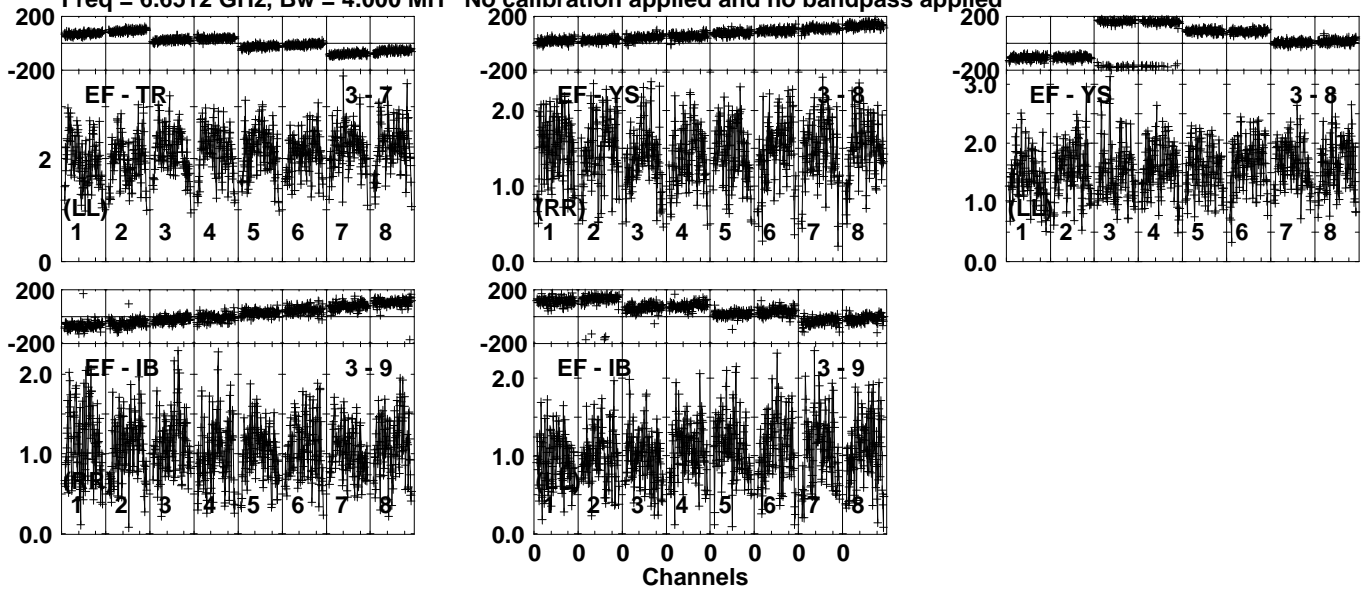 Freq = 6.6512 GHz, Bw = 4.000 MH No calibration applied and no bandpass applied
200
-200
EF - TR 3 - 7
2
(LL)
1 2 3 4 5 6 7 8
0
200
-200
EF - YS 3 - 8
2.0
1.0
(RR)
1 2 3 4 5 6 7 8
0.0
200
-200
3.0
EF - YS 3 - 8
2.0
1.0
(LL)
1 2 3 4 5 6 7 8
0.0
200
-200
EF - IB 3 - 9
2.0
1.0
(RR)
1 2 3 4 5 6 7 8
0.0
200
-200
EF - IB 3 - 9
2.0
1.0
(LL)
1 2 3 4 5 6 7 8
0.0
0 0 0 0 0 0 0 0
Channels